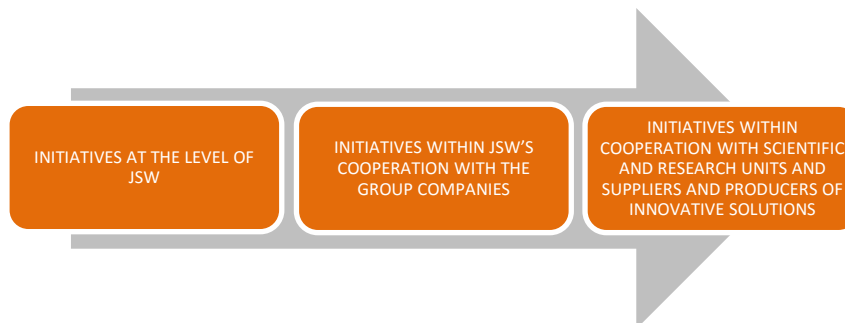 INITIATIVES AT THE LEVEL OF
JSW
INITIATIVES WITHIN JSW'S
COOPERATION WITH THE
GROUP COMPANIES
INITIATIVES WITHIN
COOPERATION WITH SCIENTIFIC
AND RESEARCH UNITS AND
SUPPLIERS AND PRODUCERS OF
INNOVATIVE SOLUTIONS